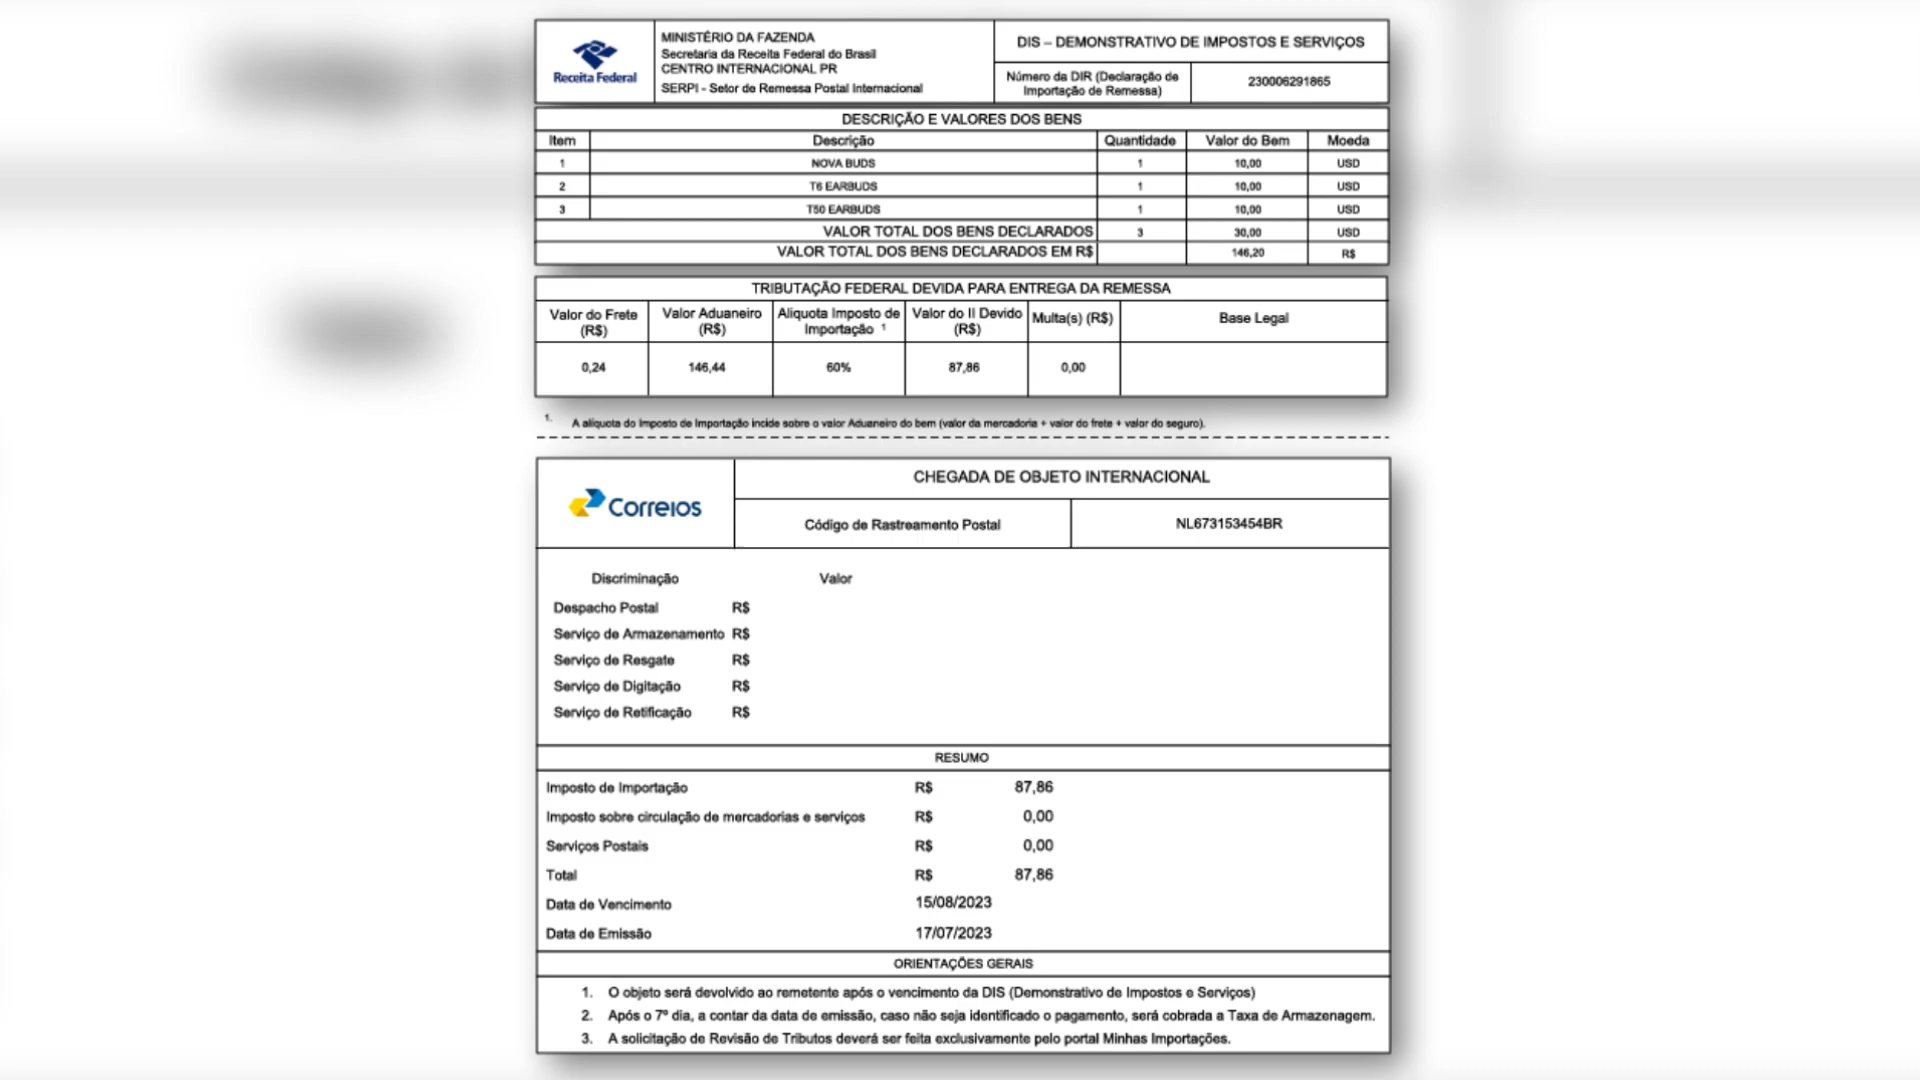 Receita Federal
MINISTÉRIO DA FAZENDA
Secretaria da Receita Federal do Brasil
CENTRO INTERNACIONAL PR
SERPI - Setor de Remessa Postal Internacional
DIS – DEMONSTRATIVO DE IMPOSTOS E SERVIÇOS
Número da DIR (Declaração de
Importação de Remessa)
230006291865
DESCRIÇÃO E VALORES DOS BENS
Item Descrição Quantidade Valor do Bem Moeda
1 NOVA BUDS 1 10,00 USD
2 T6 EARBUDS 1 10,00 USD
3 T50 EARBUDS 1 10,00 USD
VALOR TOTAL DOS BENS DECLARADOS 3 30,00 USD
VALOR TOTAL DOS BENS DECLARADOS EM R$ 146,20 R$
TRIBUTAÇÃO FEDERAL DEVIDA PARA ENTREGA DA REMESSA
Valor do Frete
(R$)
Valor Aduaneiro
(R$)
Aliquota Imposto de
Importação 1
Valor do II Devido
(R$)
Multa(s) (R$)
Base Legal
0,24 146,44 60% 87,86 0,00
1. A alíquota do Imposto de Importação incide sobre o valor Aduaneiro do bem (valor da mercadoria + valor do frete + valor do seguro).
Correios
CHEGADA DE OBJETO INTERNACIONAL
Código de Rastreamento Postal NL673153454BR
Discriminação Valor
Despacho Postal R$
Serviço de Armazenamento R$
Serviço de Resgate R$
Serviço de Digitação R$
Serviço de Retificação R$
RESUMO
Imposto de Importação R$ 87,86
Imposto sobre circulação de mercadorias e serviços R$ 0,00
Serviços Postais R$ 0,00
Total R$ 87,86
Data de Vencimento 15/08/2023
Data de Emissão 17/07/2023
ORIENTAÇÕES GERAIS
1. O objeto será devolvido ao remetente após o vencimento da DIS (Demonstrativo de Impostos e Serviços)
2. Após o 7º dia, a contar da data de emissão, caso não seja identificado o pagamento, será cobrada a Taxa de Armazenagem.
3. A solicitação de Revisão de Tributos deverá ser feita exclusivamente pelo portal Minhas Importações.